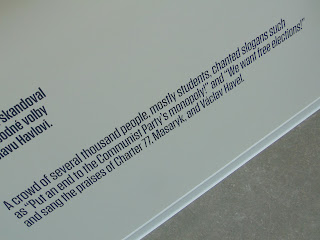 skandoval
odné volby
avu Havlovi.
A crowd of several thousand people, mostly students, chanted slogans such
as "Put an end to the Communist Party's monopoly!" and "We want free elections!"
and sang the praises of Charter 77, Masaryk, and Václav Havel.